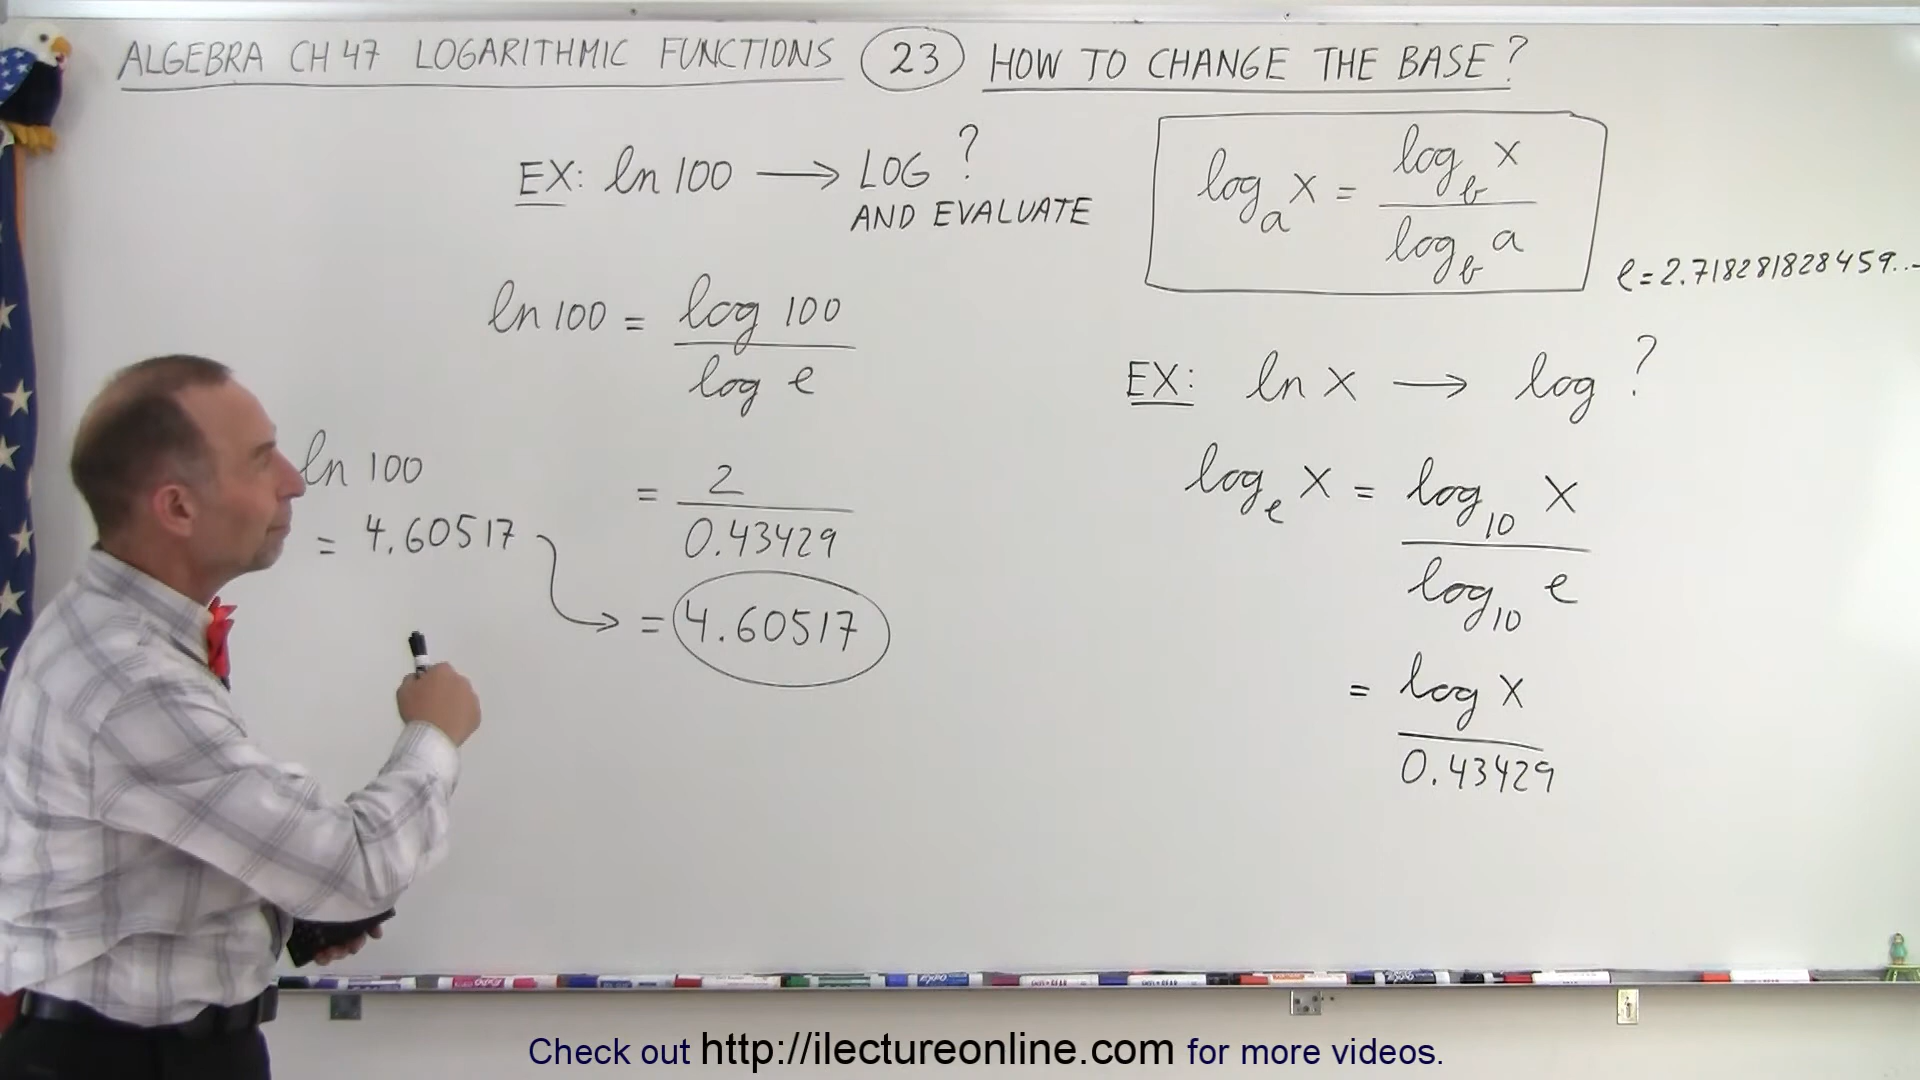 ALGEBRA CH 47 LOGARITHMIC FUNCTIONS 23 HOW TO CHANGE THE BASE?
EX: ln 100 → LOG ?
AND EVALUATE
ln 100 = log 100 / log e
ln 100
= 4.60517
= 2 / 0.43429
= 4.60517
log_a x = log_b x / log_b a
e = 2.718281828459...
EX: ln x → log ?
log_e x = log_10 x / log_10 e
= log x / 0.43429
Check out http://ilectureonline.com for more videos.